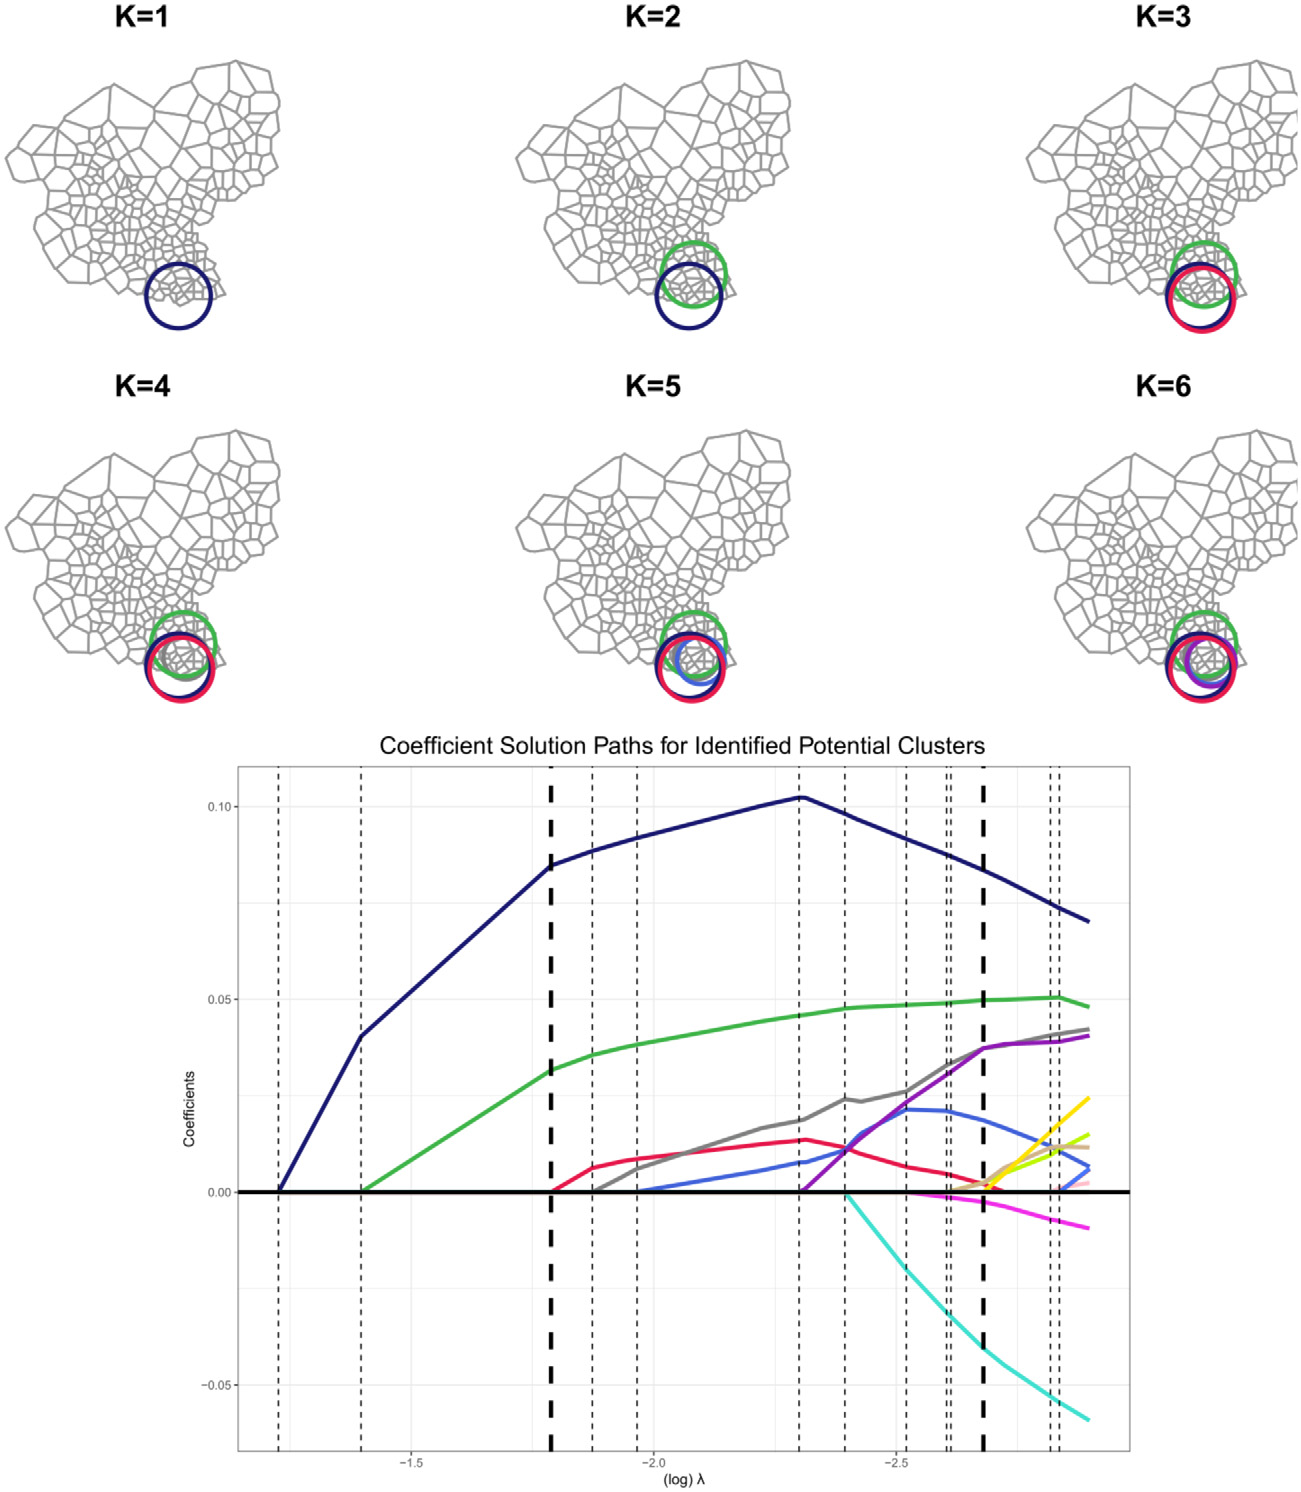 K=1
K=2
K=3
K=4
K=5
K=6
Coefficient Solution Paths for Identified Potential Clusters
0.10
0.05
0.00
−0.05
Coefficients
−1.5
−2.0
−2.5
(log) λ